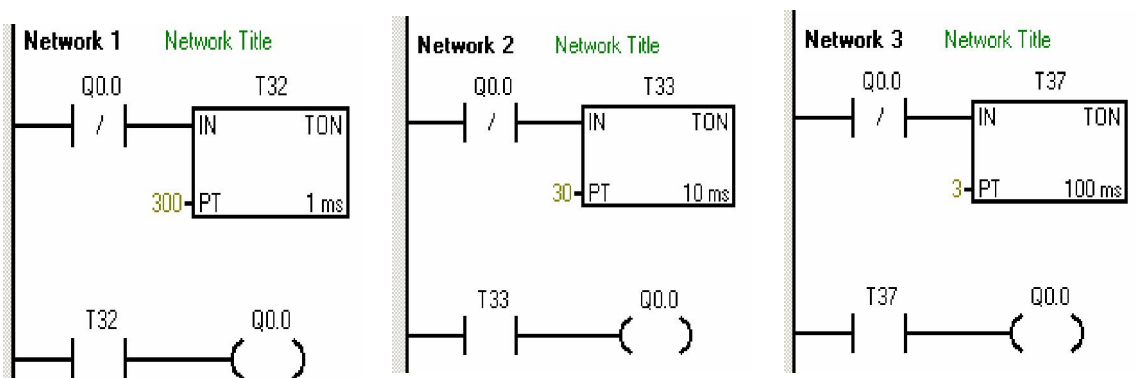 Network 1 Network Title
Q0.0 T32
/ IN TON
300 PT 1 ms
T32 Q0.0
Network 2 Network Title
Q0.0 T33
/ IN TON
30 PT 10 ms
T33 Q0.0
Network 3 Network Title
Q0.0 T37
/ IN TON
3 PT 100 ms
T37 Q0.0